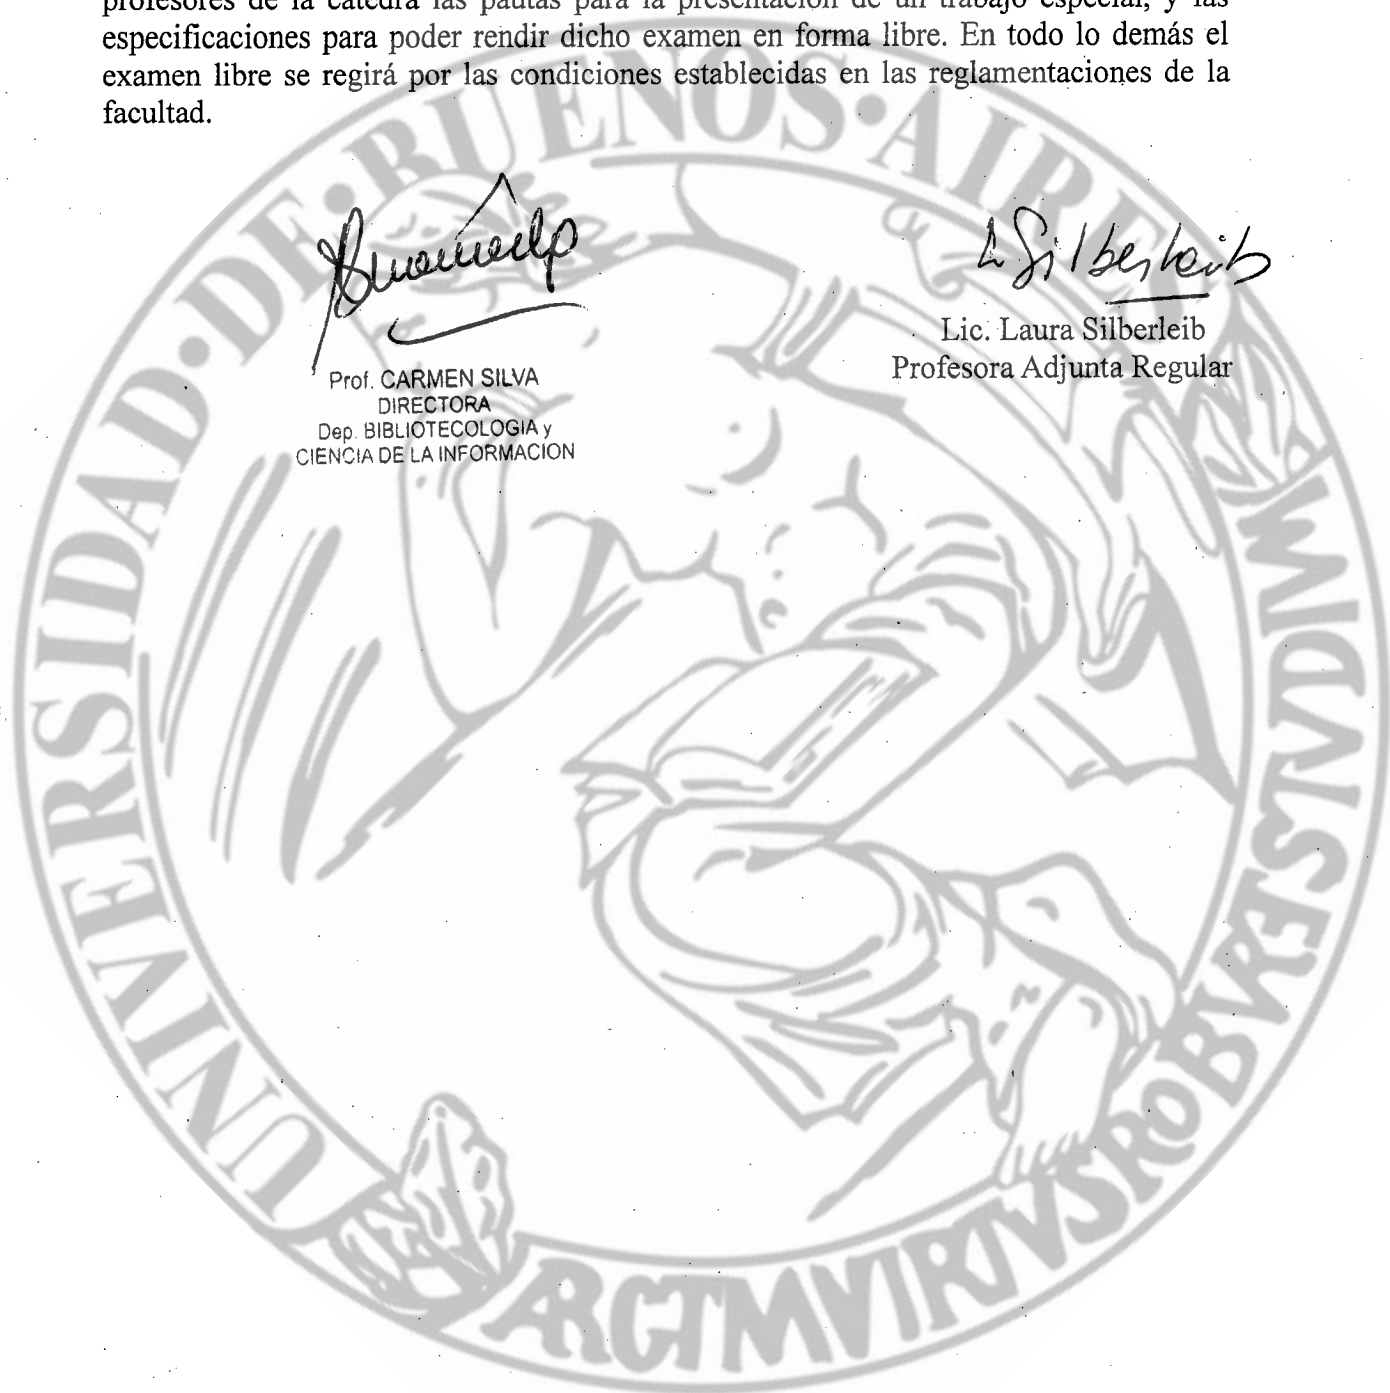 profesores de la cátedra las pautas para la presentación de un trabajo especial, y las
especificaciones para poder rendir dicho examen en forma libre. En todo lo demás el
examen libre se regirá por las condiciones establecidas en las reglamentaciones de la
facultad.
L Silberleib
Lic. Laura Silberleib
Profesora Adjunta Regular
Prof. CARMEN SILVA
DIRECTORA
Dep. BIBLIOTECOLOGIA y
CIENCIA DE LA INFORMACION
UNIVERSIDAD·DE·BUENOS·AIRES
ARGTMVIRTVSROBVRETSTVDIVM